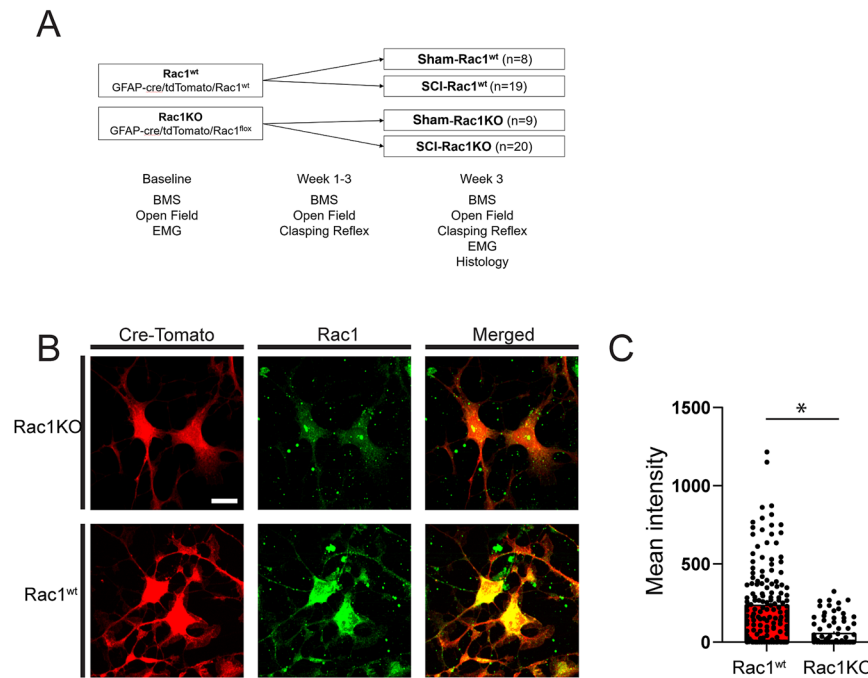 A
Rac1wt
GFAP-cre/tdTomato/Rac1wt
Rac1KO
GFAP-cre/tdTomato/Rac1flox
Sham-Rac1wt (n=8)
SCI-Rac1wt (n=19)
Sham-Rac1KO (n=9)
SCI-Rac1KO (n=20)
Baseline
BMS
Open Field
EMG
Week 1-3
BMS
Open Field
Clasping Reflex
Week 3
BMS
Open Field
Clasping Reflex
EMG
Histology
B
Cre-Tomato
Rac1
Merged
Rac1KO
Rac1wt
C
*
Mean intensity
1500
1000
500
0
Rac1wt
Rac1KO